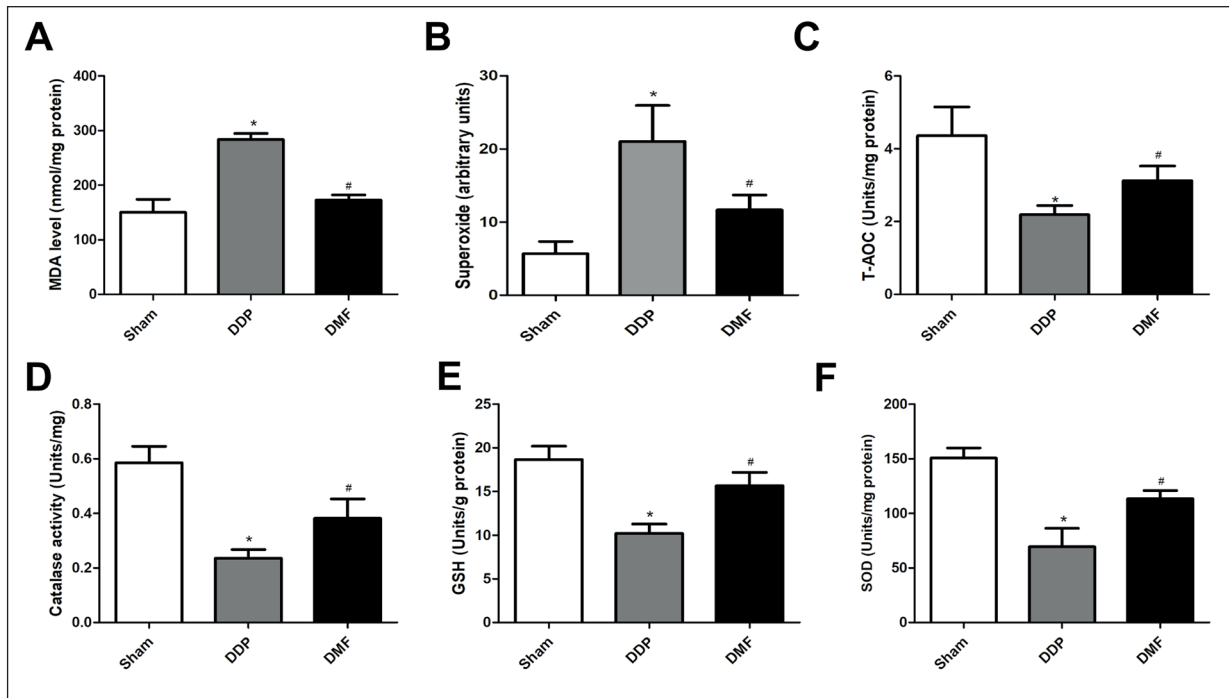 A
MDA level (nmol/mg protein)
400
300
200
100
0
*
#
Sham
DDP
DMF
B
Superoxide (arbitrary units)
30
20
10
0
*
#
Sham
DDP
DMF
C
T-AOC (Units/mg protein)
6
4
2
0
*
#
Sham
DDP
DMF
D
Catalase activity (Units/mg)
0.8
0.6
0.4
0.2
0.0
*
#
Sham
DDP
DMF
E
GSH (Units/g protein)
25
20
15
10
5
0
*
#
Sham
DDP
DMF
F
SOD (Units/mg protein)
200
150
100
50
0
*
#
Sham
DDP
DMF